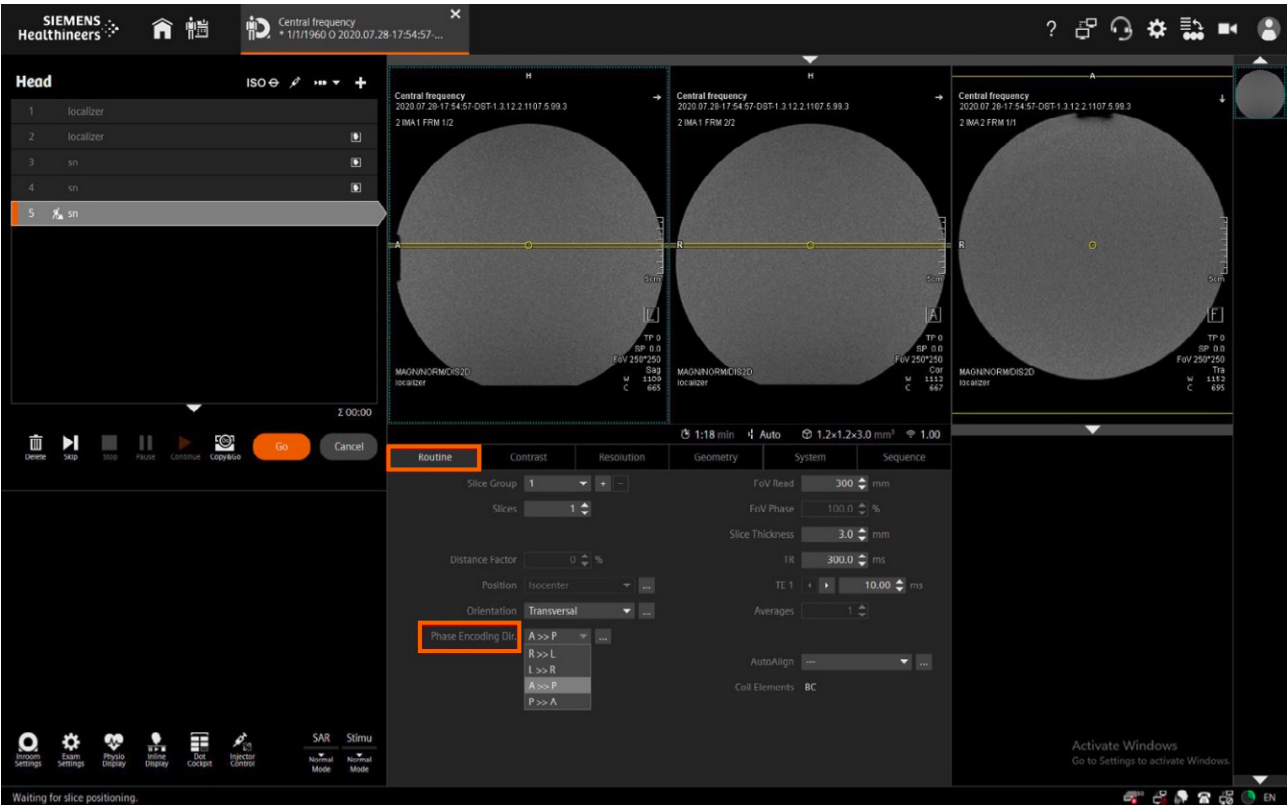 SIEMENS
Healthineers
Central frequency
* 1/1/1960 O 2020.07.28-17:54:57-...
Head
ISO
1 localizer
2 localizer
3 sn
4 sn
5 sn
Σ 00:00
Delete Skip Stop Pause Continue Copy&Go Go Cancel
H
Central frequency
2020.07.28-17:54:57-DST-1.3.12.2.1107.5.99.3
2 IMA 1 FRM 1/2
A
5cm
L
TP 0
SP 0.0
FoV 250*250
Sag
W 1109
C 665
MAGN/NORM/DIS2D
localizer
H
Central frequency
2020.07.28-17:54:57-DST-1.3.12.2.1107.5.99.3
2 IMA 1 FRM 2/2
R
5cm
A
TP 0
SP 0.0
FoV 250*250
Cor
W 1112
C 667
MAGN/NORM/DIS2D
localizer
A
Central frequency
2020.07.28-17:54:57-DST-1.3.12.2.1107.5.99.3
2 IMA 2 FRM 1/1
R
5cm
F
TP 0
SP 0.0
FoV 250*250
Tra
W 1152
C 695
MAGN/NORM/DIS2D
localizer
1:18 min Auto 1.2×1.2×3.0 mm³ 1.00
Routine Contrast Resolution Geometry System Sequence
Slice Group 1 + −
Slices 1
Distance Factor 0 %
Position Isocenter ...
Orientation Transversal ...
Phase Encoding Dir. A >> P ...
R >> L
L >> R
A >> P
P >> A
FoV Read 300 mm
FoV Phase 100.0 %
Slice Thickness 3.0 mm
TR 300.0 ms
TE 1 10.00 ms
Averages 1
AutoAlign --- ...
Coil Elements BC
Inroom Settings
Exam Settings
Physio Display
Inline Display
Dot Cockpit
Injector Control
SAR Stimu
Normal Mode
Normal Mode
Activate Windows
Go to Settings to activate Windows.
Waiting for slice positioning.
EN